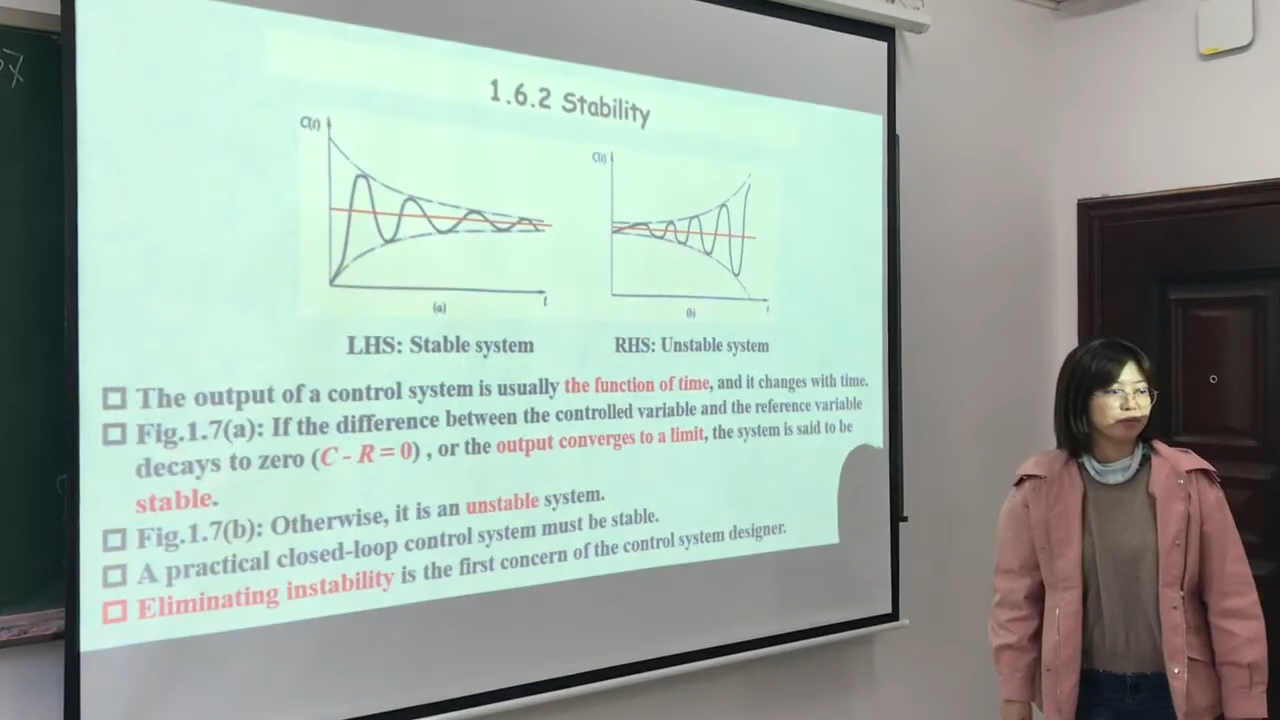 57
1.6.2 Stability
C(t)
C(t)
t
t
(a)
(b)
LHS: Stable system
RHS: Unstable system
The output of a control system is usually the function of time, and it changes with time.
Fig.1.7(a): If the difference between the controlled variable and the reference variable
decays to zero (C - R = 0) , or the output converges to a limit, the system is said to be
stable.
Fig.1.7(b): Otherwise, it is an unstable system.
A practical closed-loop control system must be stable.
Eliminating instability is the first concern of the control system designer.